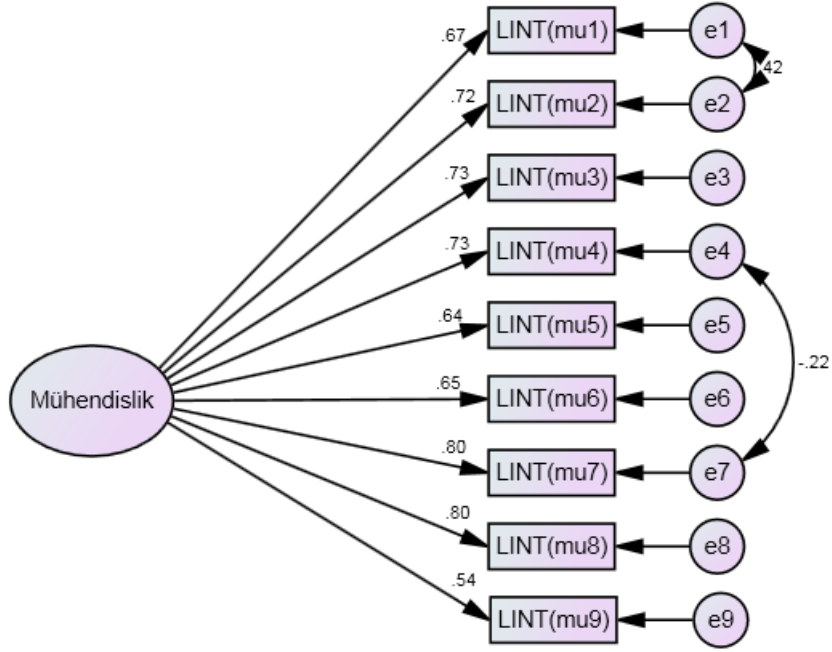 .67 LINT(mu1) e1
.42
.72 LINT(mu2) e2
.73 LINT(mu3) e3
.73 LINT(mu4) e4
.64 LINT(mu5) e5
-.22
Mühendislik .65 LINT(mu6) e6
.80 LINT(mu7) e7
.80 LINT(mu8) e8
.54 LINT(mu9) e9